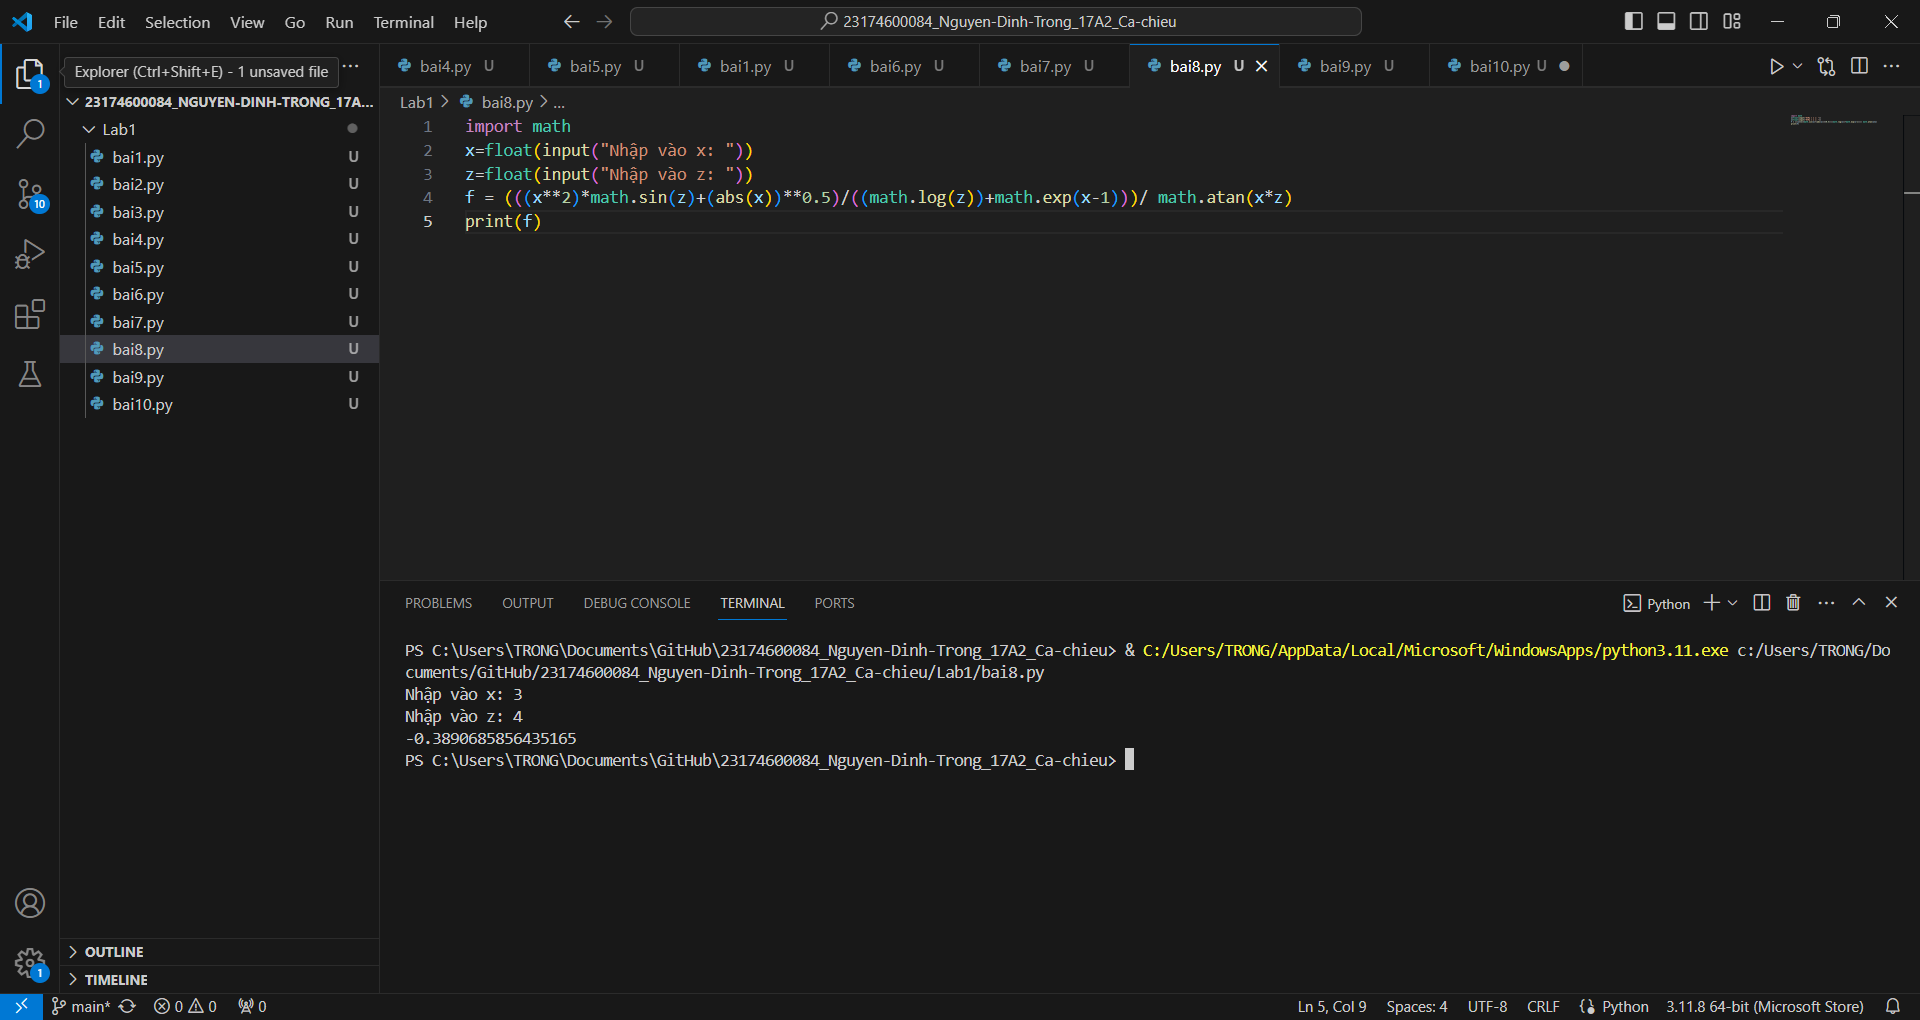 File Edit Selection View Go Run Terminal Help
23174600084_Nguyen-Dinh-Trong_17A2_Ca-chieu
Explorer (Ctrl+Shift+E) - 1 unsaved file
1
10
23174600084_NGUYEN-DINH-TRONG_17A...
Lab1
bai1.py U
bai2.py U
bai3.py U
bai4.py U
bai5.py U
bai6.py U
bai7.py U
bai8.py U
bai9.py U
bai10.py U
OUTLINE
TIMELINE
1
bai4.py U bai5.py U bai1.py U bai6.py U bai7.py U bai8.py U bai9.py U bai10.py U
Lab1 > bai8.py > ...
1 import math
2 x=float(input("Nhập vào x: "))
3 z=float(input("Nhập vào z: "))
4 f = (((x**2)*math.sin(z)+(abs(x))**0.5)/((math.log(z))+math.exp(x-1)))/ math.atan(x*z)
5 print(f)
PROBLEMS OUTPUT DEBUG CONSOLE TERMINAL PORTS
Python
PS C:\Users\TRONG\Documents\GitHub\23174600084_Nguyen-Dinh-Trong_17A2_Ca-chieu> & C:/Users/TRONG/AppData/Local/Microsoft/WindowsApps/python3.11.exe c:/Users/TRONG/Do
cuments/GitHub/23174600084_Nguyen-Dinh-Trong_17A2_Ca-chieu/Lab1/bai8.py
Nhập vào x: 3
Nhập vào z: 4
-0.3890685856435165
PS C:\Users\TRONG\Documents\GitHub\23174600084_Nguyen-Dinh-Trong_17A2_Ca-chieu>
main* 0 0 0
Ln 5, Col 9 Spaces: 4 UTF-8 CRLF Python 3.11.8 64-bit (Microsoft Store)